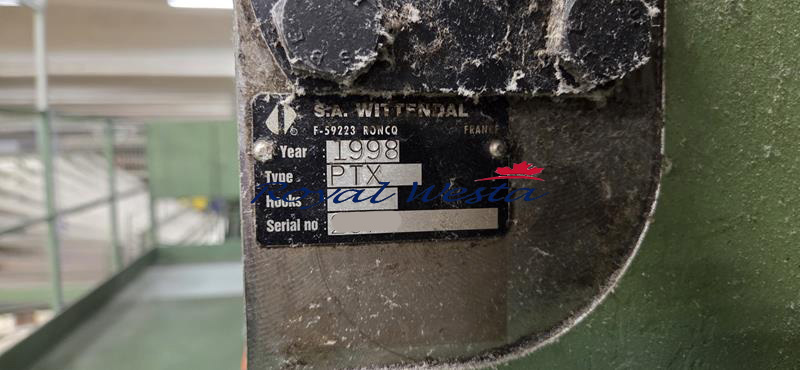 S.A. WITTENDAL
F-59223 RONCQ FRANCE
Year 1998
Type PTX
Royal Westa
Hooks
Serial no